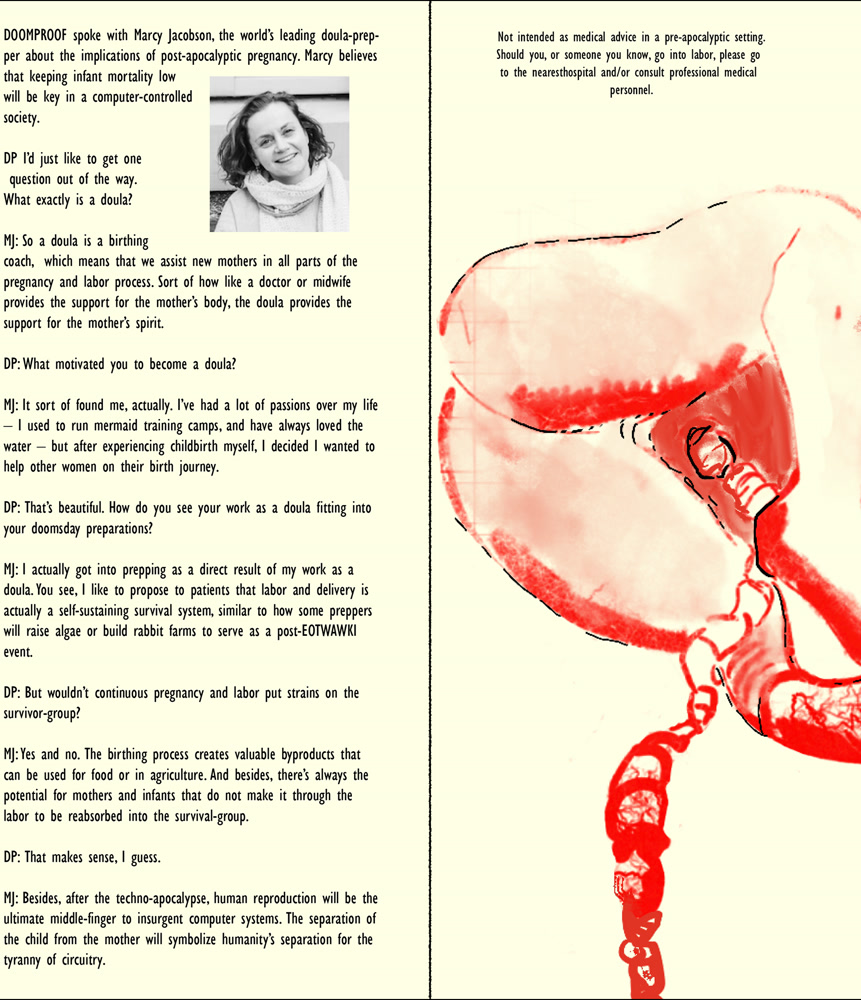 DOOMPROOF spoke with Marcy Jacobson, the world's leading doula-prep-
per about the implications of post-apocalyptic pregnancy. Marcy believes
that keeping infant mortality low
will be key in a computer-controlled
society.
DP I'd just like to get one
question out of the way.
What exactly is a doula?
MJ: So a doula is a birthing
coach, which means that we assist new mothers in all parts of the
pregnancy and labor process. Sort of how like a doctor or midwife
provides the support for the mother's body, the doula provides the
support for the mother's spirit.
DP: What motivated you to become a doula?
MJ: It sort of found me, actually. I've had a lot of passions over my life
— I used to run mermaid training camps, and have always loved the
water — but after experiencing childbirth myself, I decided I wanted to
help other women on their birth journey.
DP: That's beautiful. How do you see your work as a doula fitting into
your doomsday preparations?
MJ: I actually got into prepping as a direct result of my work as a
doula. You see, I like to propose to patients that labor and delivery is
actually a self-sustaining survival system, similar to how some preppers
will raise algae or build rabbit farms to serve as a post-EOTWAWKI
event.
DP: But wouldn't continuous pregnancy and labor put strains on the
survivor-group?
MJ: Yes and no. The birthing process creates valuable byproducts that
can be used for food or in agriculture. And besides, there's always the
potential for mothers and infants that do not make it through the
labor to be reabsorbed into the survival-group.
DP: That makes sense, I guess.
MJ: Besides, after the techno-apocalypse, human reproduction will be the
ultimate middle-finger to insurgent computer systems. The separation of
the child from the mother will symbolize humanity's separation for the
tyranny of circuitry.
Not intended as medical advice in a pre-apocalyptic setting.
Should you, or someone you know, go into labor, please go
to the nearesthospital and/or consult professional medical
personnel.